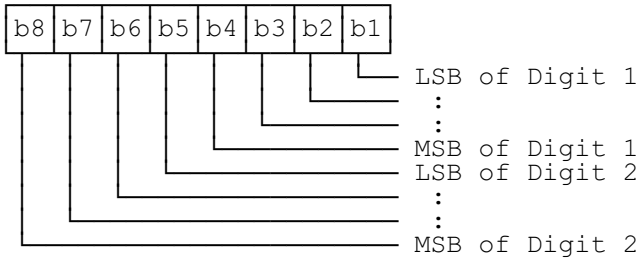 b8 b7 b6 b5 b4 b3 b2 b1
LSB of Digit 1
:
:
MSB of Digit 1
LSB of Digit 2
:
:
MSB of Digit 2